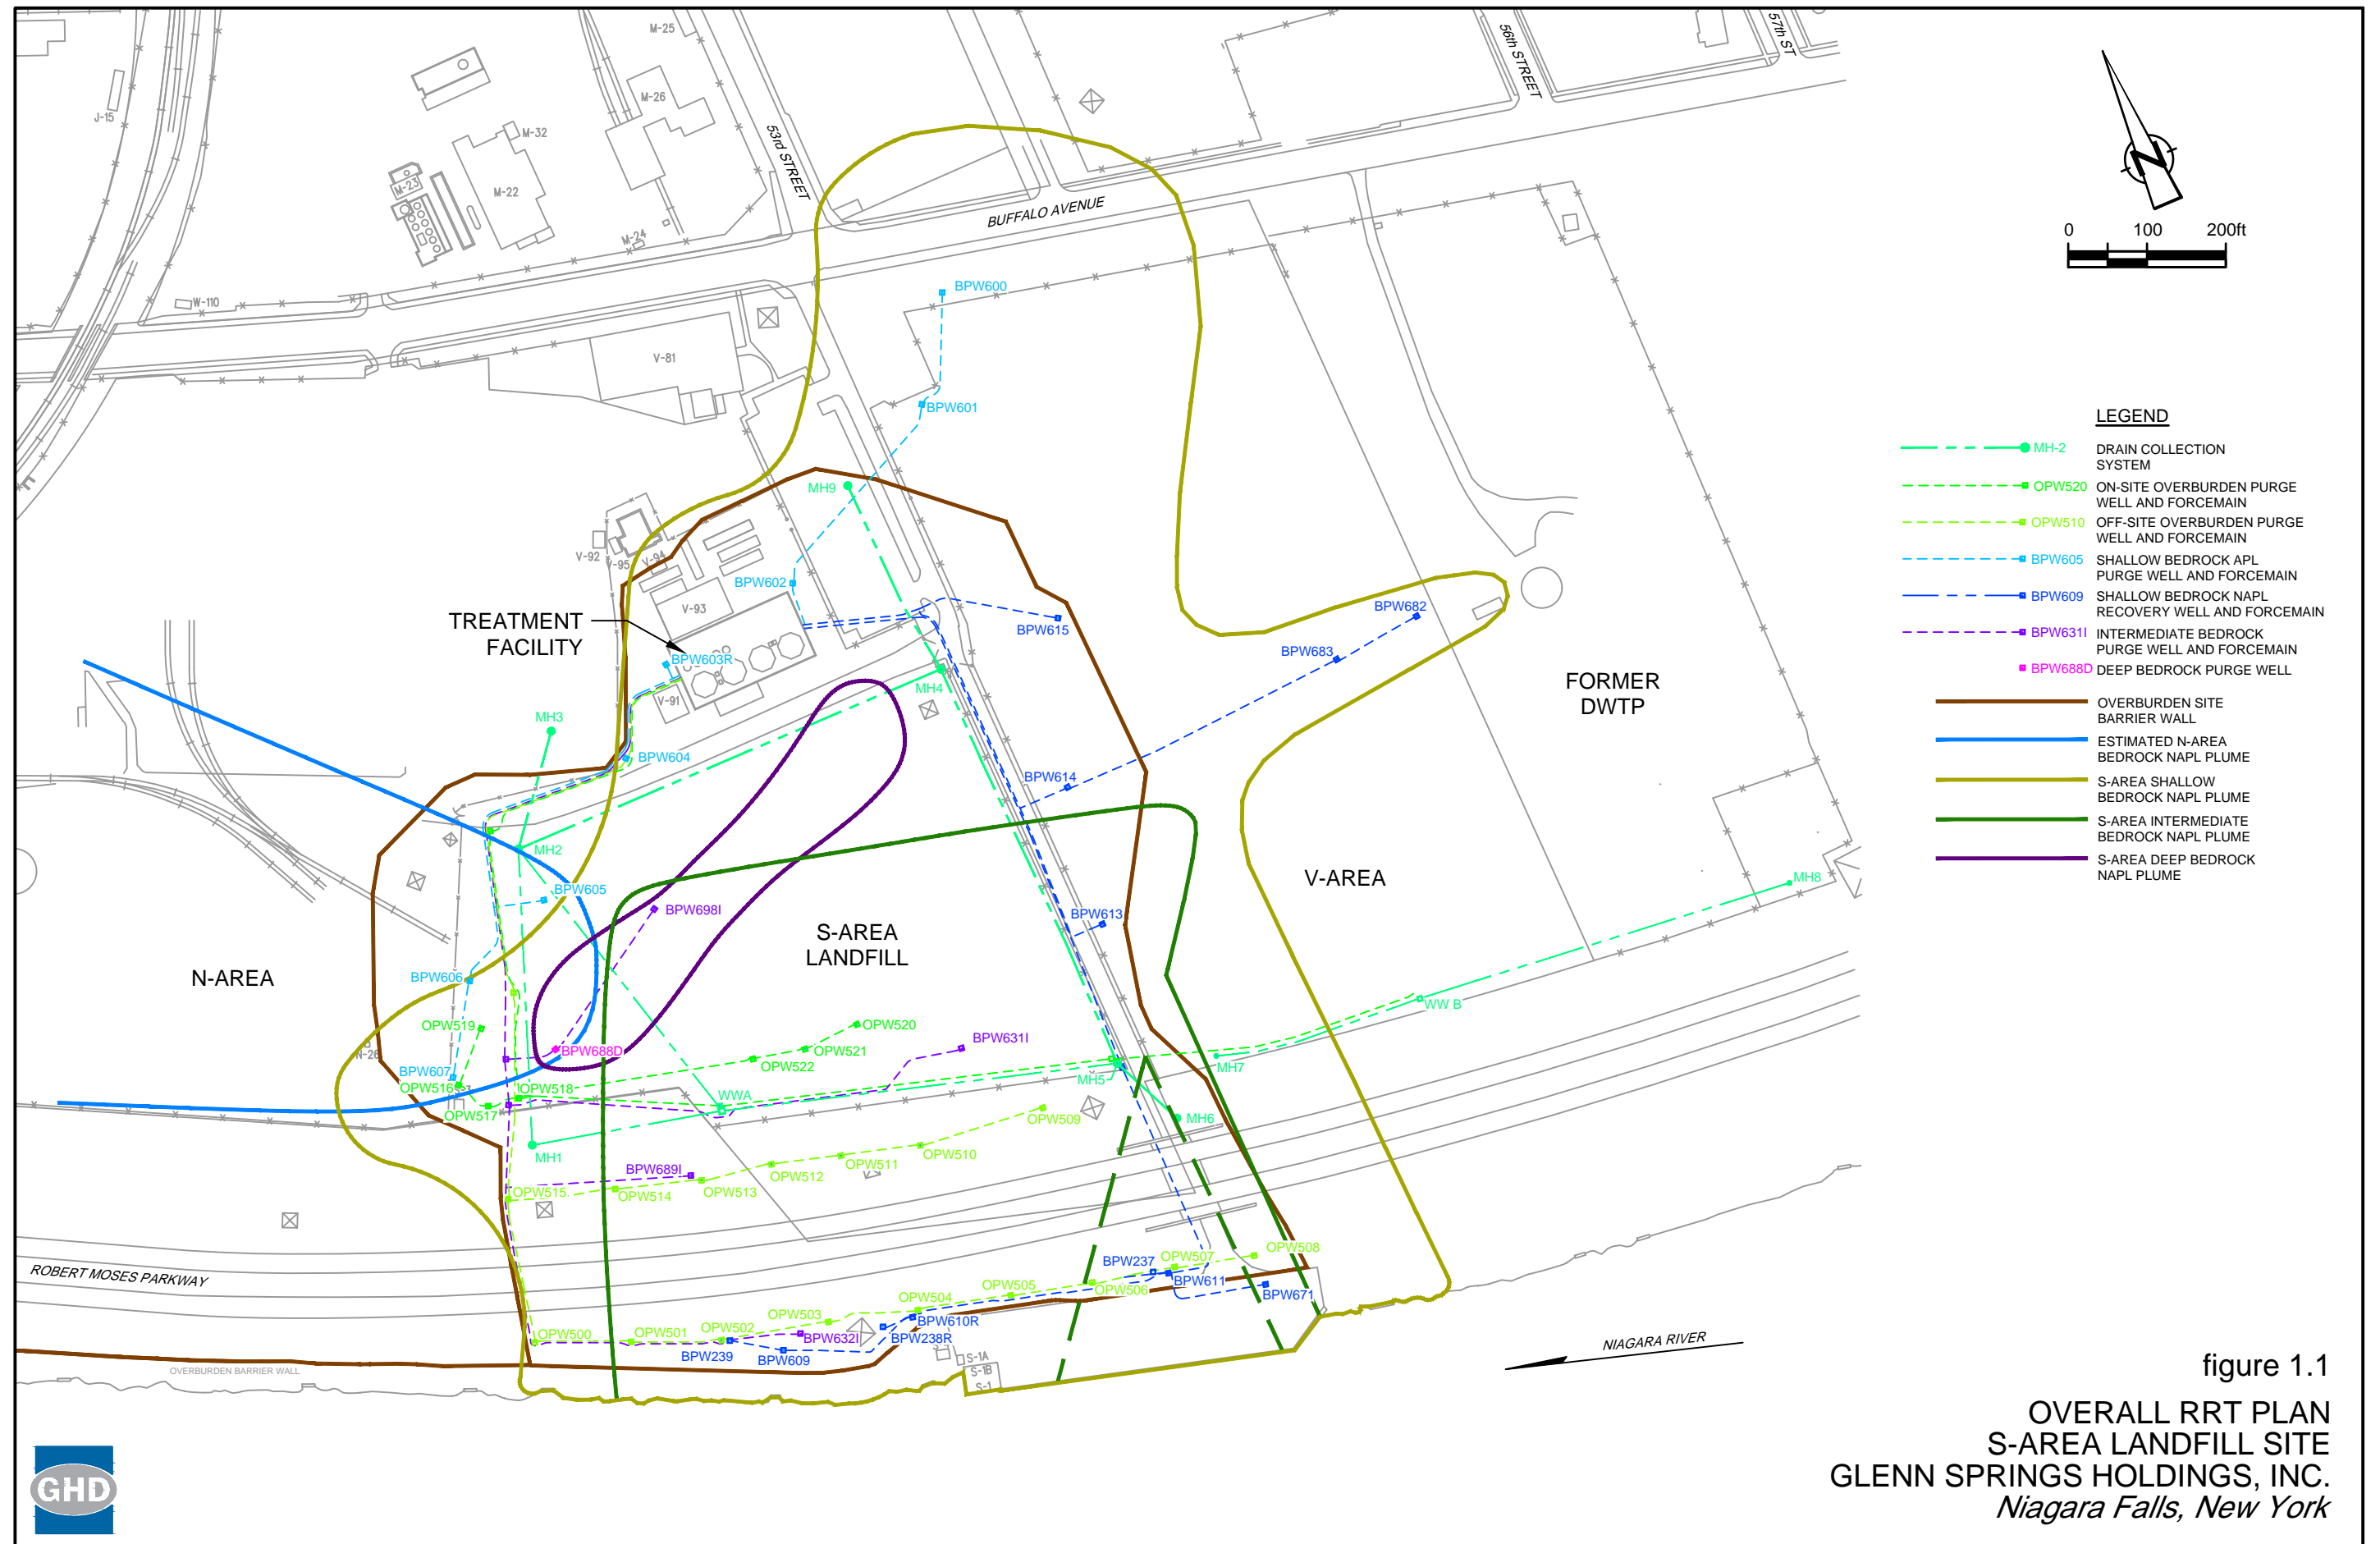 M-25
56th STREET
57th ST
M-26
J-15
M-32
53rd STREET
M-22
M-23
M-24
BUFFALO AVENUE
N
0 100 200ft
W-110
BPW600
V-81
BPW601
LEGEND
MH-2 DRAIN COLLECTION
SYSTEM
OPW520 ON-SITE OVERBURDEN PURGE
WELL AND FORCEMAIN
OPW510 OFF-SITE OVERBURDEN PURGE
WELL AND FORCEMAIN
BPW605 SHALLOW BEDROCK APL
PURGE WELL AND FORCEMAIN
BPW609 SHALLOW BEDROCK NAPL
RECOVERY WELL AND FORCEMAIN
BPW631I INTERMEDIATE BEDROCK
PURGE WELL AND FORCEMAIN
BPW688D DEEP BEDROCK PURGE WELL
OVERBURDEN SITE
BARRIER WALL
ESTIMATED N-AREA
BEDROCK NAPL PLUME
S-AREA SHALLOW
BEDROCK NAPL PLUME
S-AREA INTERMEDIATE
BEDROCK NAPL PLUME
S-AREA DEEP BEDROCK
NAPL PLUME
MH9
V-92
V-95
V-94
BPW602
V-93
TREATMENT
FACILITY
BPW615
BPW682
BPW683
BPW603R
MH4
V-91
FORMER
DWTP
MH3
BPW604
BPW614
MH2
BPW605
BPW698I
V-AREA
MH8
BPW613
S-AREA
LANDFILL
N-AREA
BPW606
WW B
OPW519
OPW520
N-26
BPW688D
OPW521
BPW631I
OPW522
MH7
BPW607
MH5
OPW516
OPW518
WWA
OPW517
OPW509
MH6
MH1
OPW510
OPW511
OPW512
BPW689I
OPW513
OPW514
OPW515
ROBERT MOSES PARKWAY
OPW508
OPW507
BPW237
BPW611
OPW506
BPW671
OPW505
OPW504
OPW503
BPW610R
BPW238R
OPW502
OPW501
OPW500
BPW632I
BPW239
BPW609
S-1A
S-1B
S-1
OVERBURDEN BARRIER WALL
NIAGARA RIVER
figure 1.1
OVERALL RRT PLAN
S-AREA LANDFILL SITE
GLENN SPRINGS HOLDINGS, INC.
Niagara Falls, New York
GHD